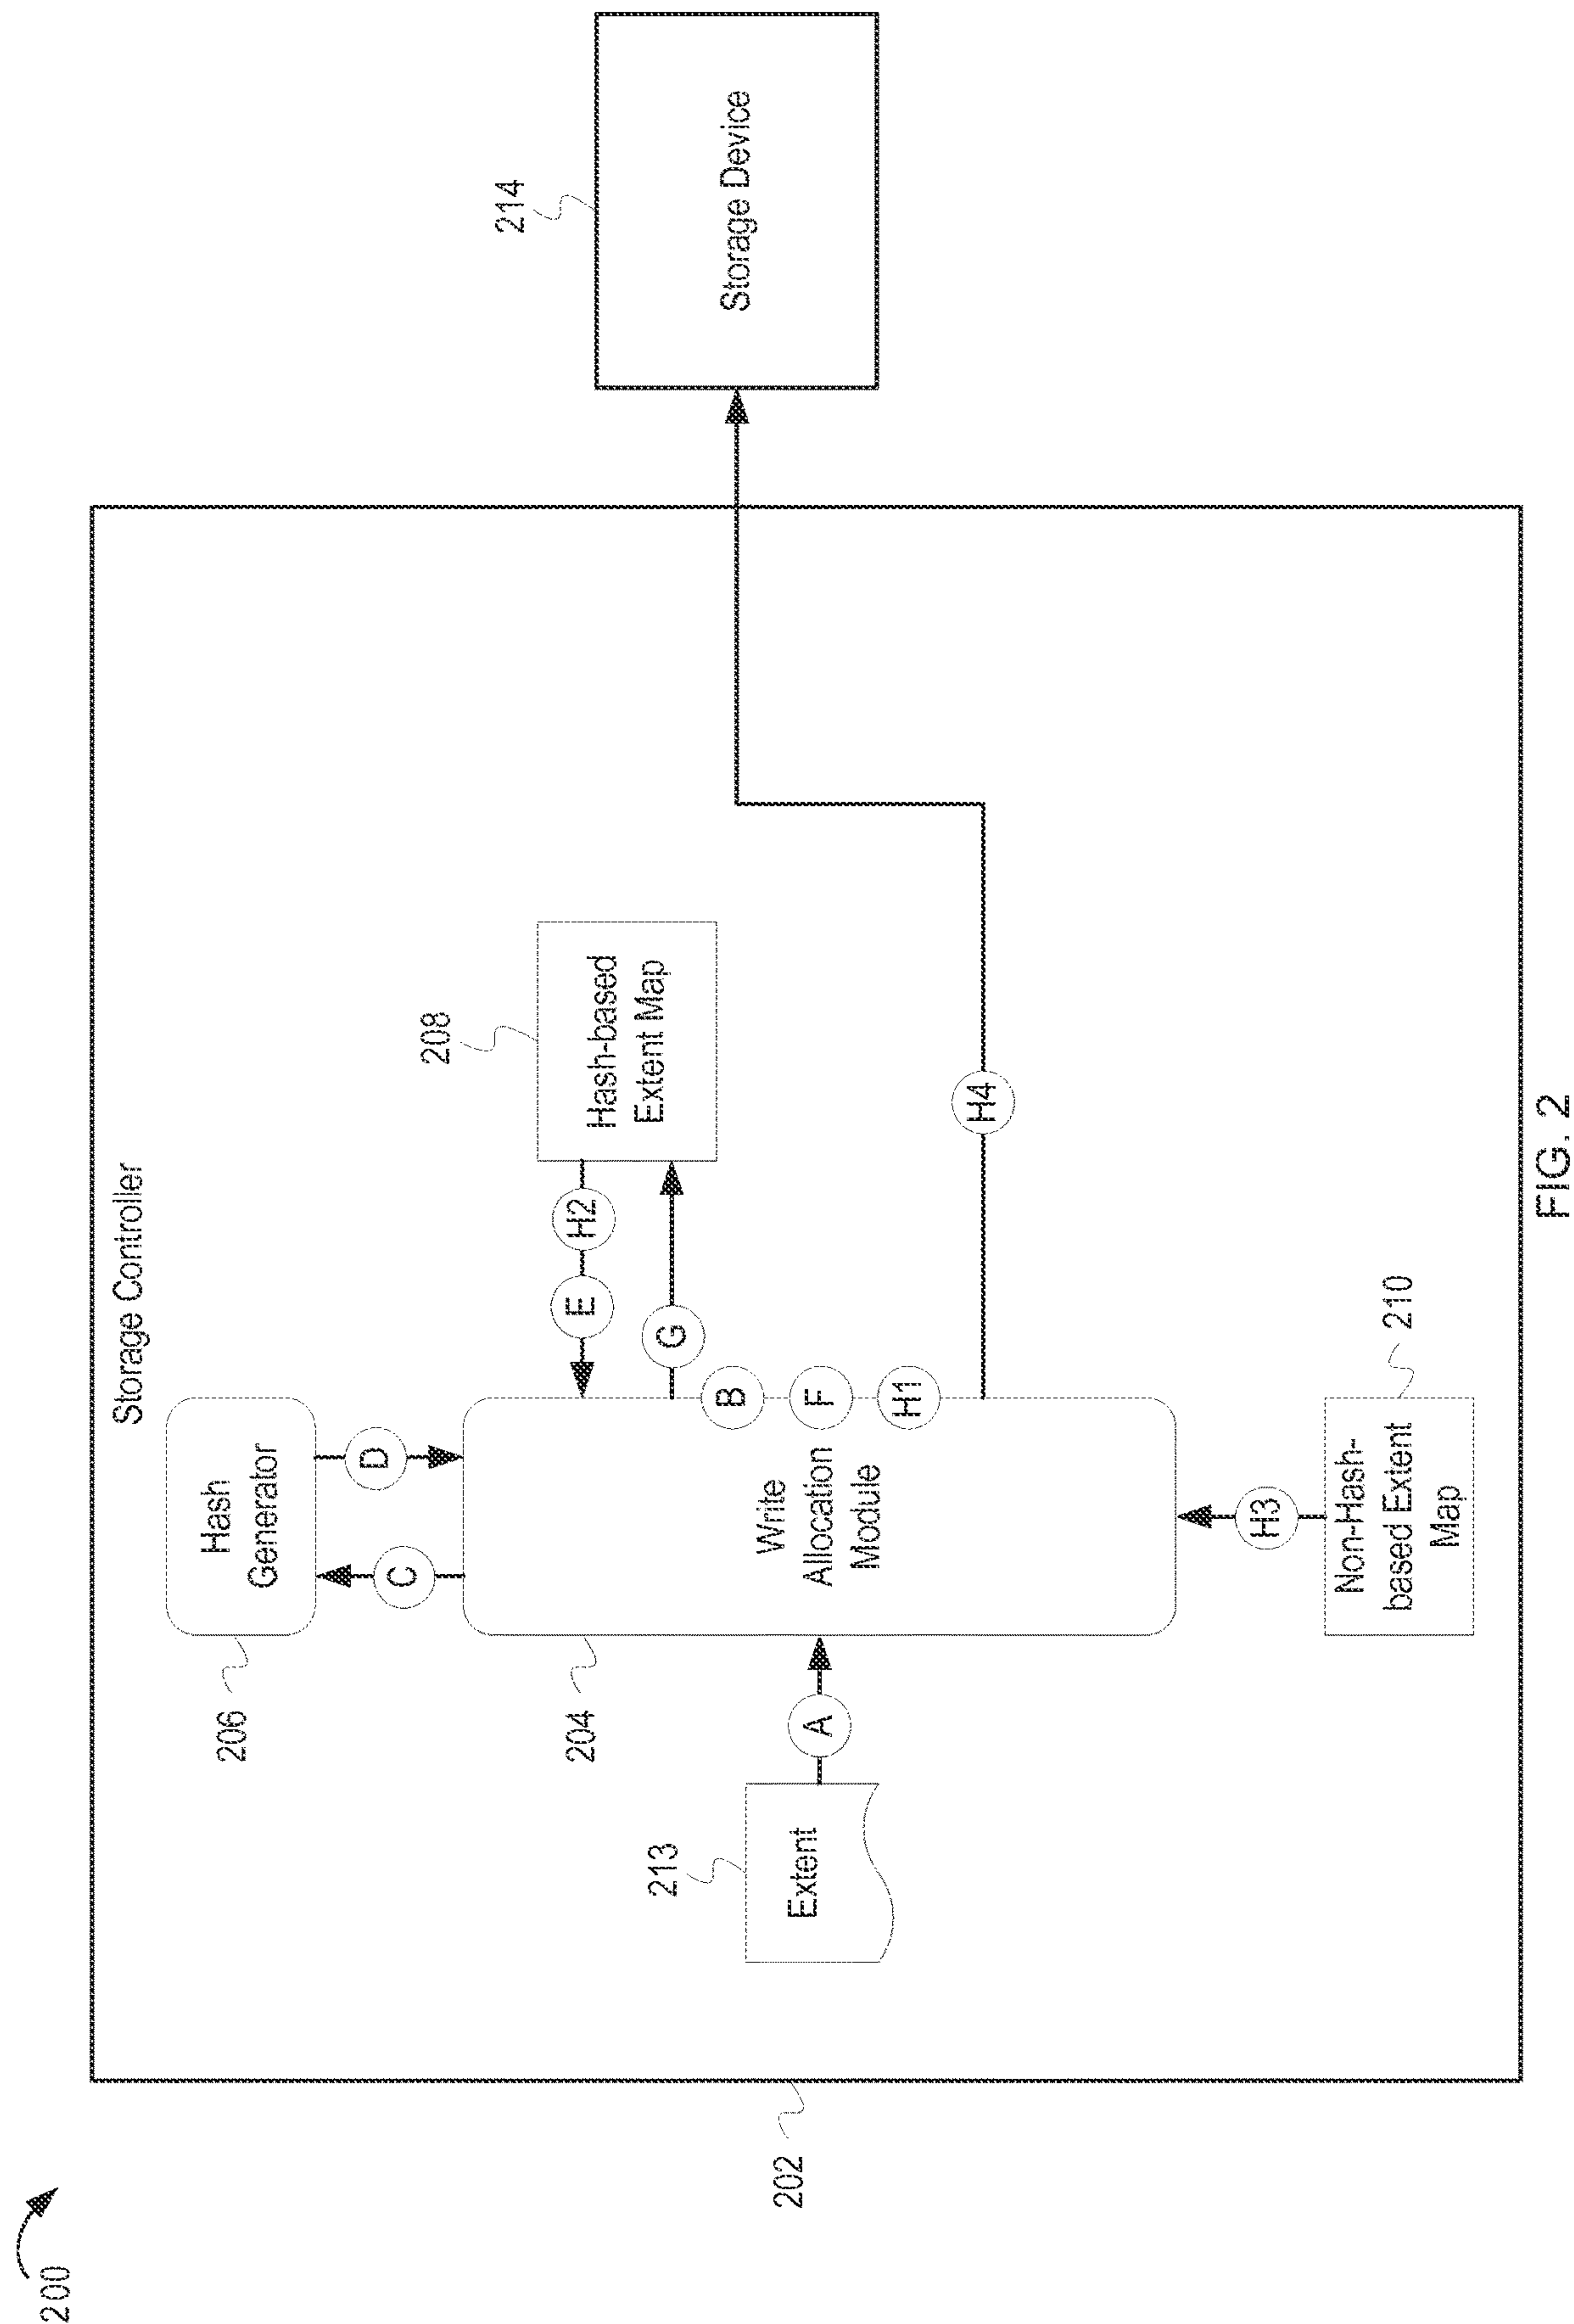 200
Storage Controller
206
Hash
Generator
C
D
204
Write
Allocation
Module
213
Extent
A
B
F
H1
E
H2
G
208
Hash-based
Extent Map
H3
Non-Hash-
based Extent
Map
210
H4
214
Storage Device
202
FIG. 2